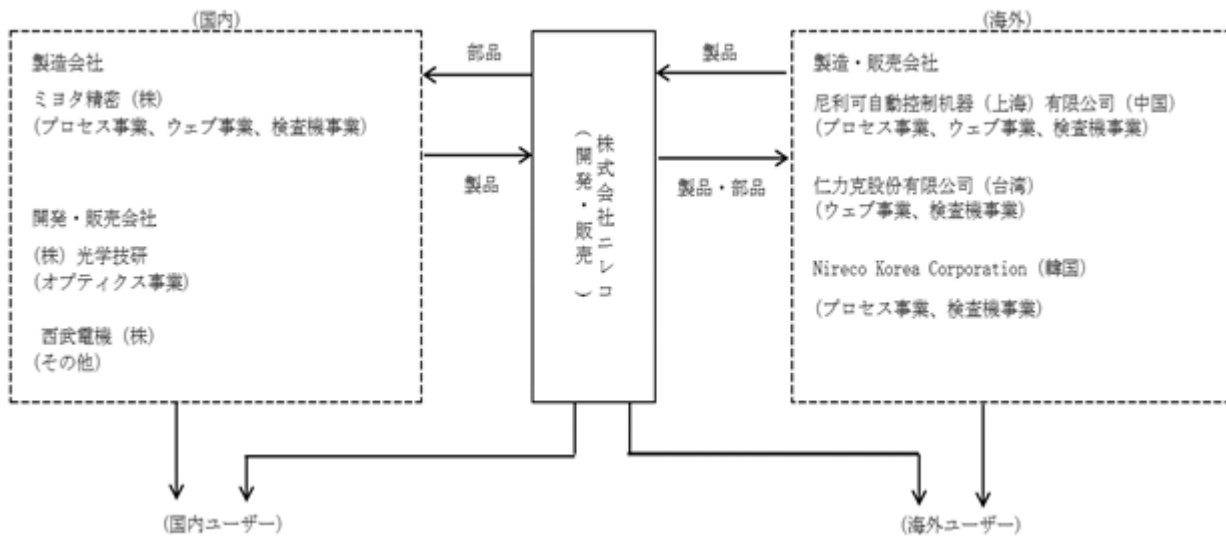 (国内)
製造会社
ミヨタ精密(株)
(プロセス事業、ウェブ事業、検査機事業)
開発・販売会社
(株)光学技研
(オプティクス事業)
西武電機(株)
(その他)
部品
製品
株式会社ニレコ
(開発・販売)
製品
製品・部品
(海外)
製造・販売会社
尼利可自動控制机器(上海)有限公司(中国)
(プロセス事業、ウェブ事業、検査機事業)
仁力克股份有限公司(台湾)
(ウェブ事業、検査機事業)
Nireco Korea Corporation(韓国)
(プロセス事業、検査機事業)
(国内ユーザー)
(海外ユーザー)